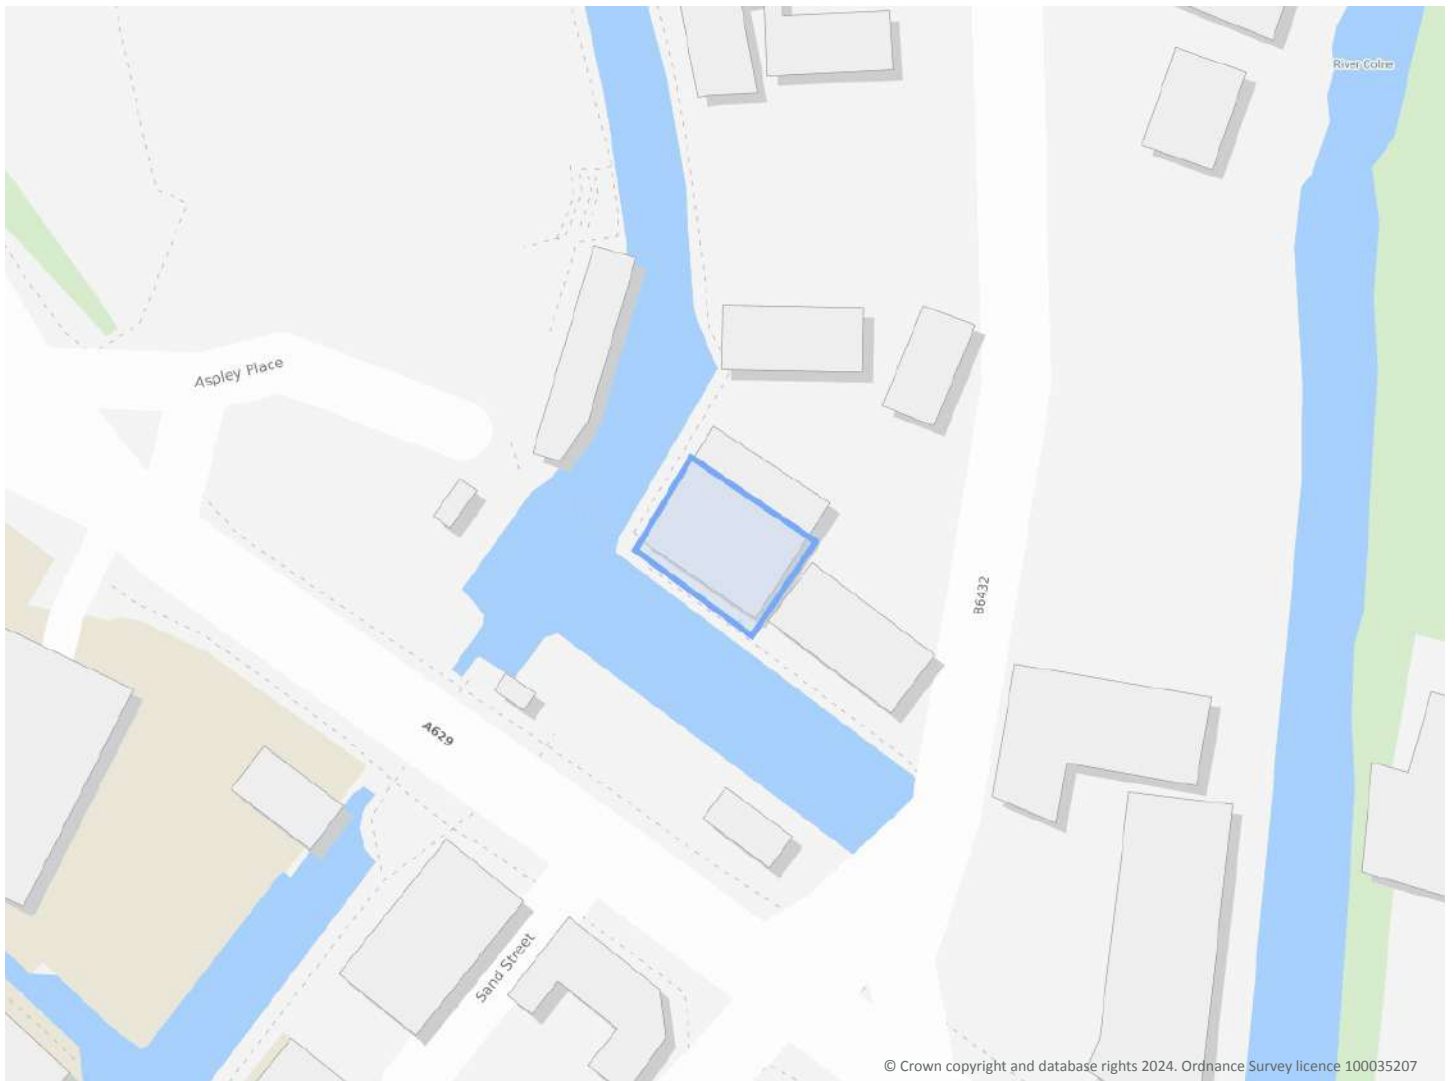 River Colne
Aspley Place
B6432
A629
Sand Street
© Crown copyright and database rights 2024. Ordnance Survey licence 100035207